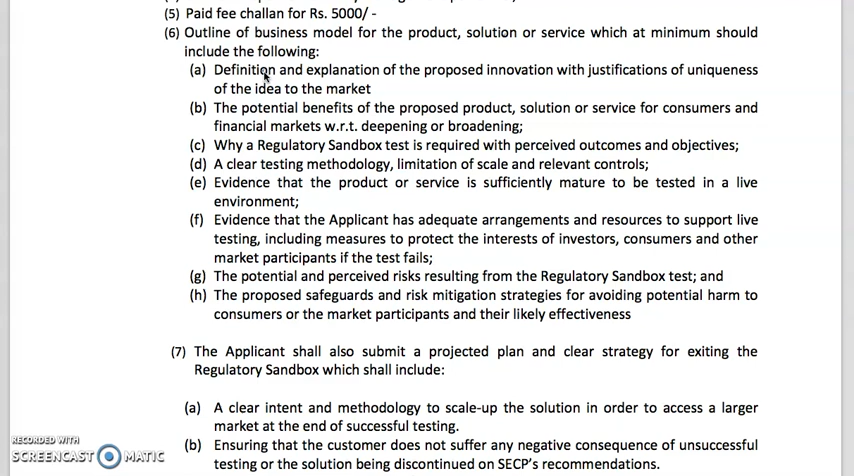 (5) Paid fee challan for Rs. 5000/ -
(6) Outline of business model for the product, solution or service which at minimum should
include the following:
(a) Definition and explanation of the proposed innovation with justifications of uniqueness
of the idea to the market
(b) The potential benefits of the proposed product, solution or service for consumers and
financial markets w.r.t. deepening or broadening;
(c) Why a Regulatory Sandbox test is required with perceived outcomes and objectives;
(d) A clear testing methodology, limitation of scale and relevant controls;
(e) Evidence that the product or service is sufficiently mature to be tested in a live
environment;
(f) Evidence that the Applicant has adequate arrangements and resources to support live
testing, including measures to protect the interests of investors, consumers and other
market participants if the test fails;
(g) The potential and perceived risks resulting from the Regulatory Sandbox test; and
(h) The proposed safeguards and risk mitigation strategies for avoiding potential harm to
consumers or the market participants and their likely effectiveness
(7) The Applicant shall also submit a projected plan and clear strategy for exiting the
Regulatory Sandbox which shall include:
(a) A clear intent and methodology to scale-up the solution in order to access a larger
market at the end of successful testing.
(b) Ensuring that the customer does not suffer any negative consequence of unsuccessful
testing or the solution being discontinued on SECP's recommendations.
RECORDED WITH
SCREENCAST MATIC